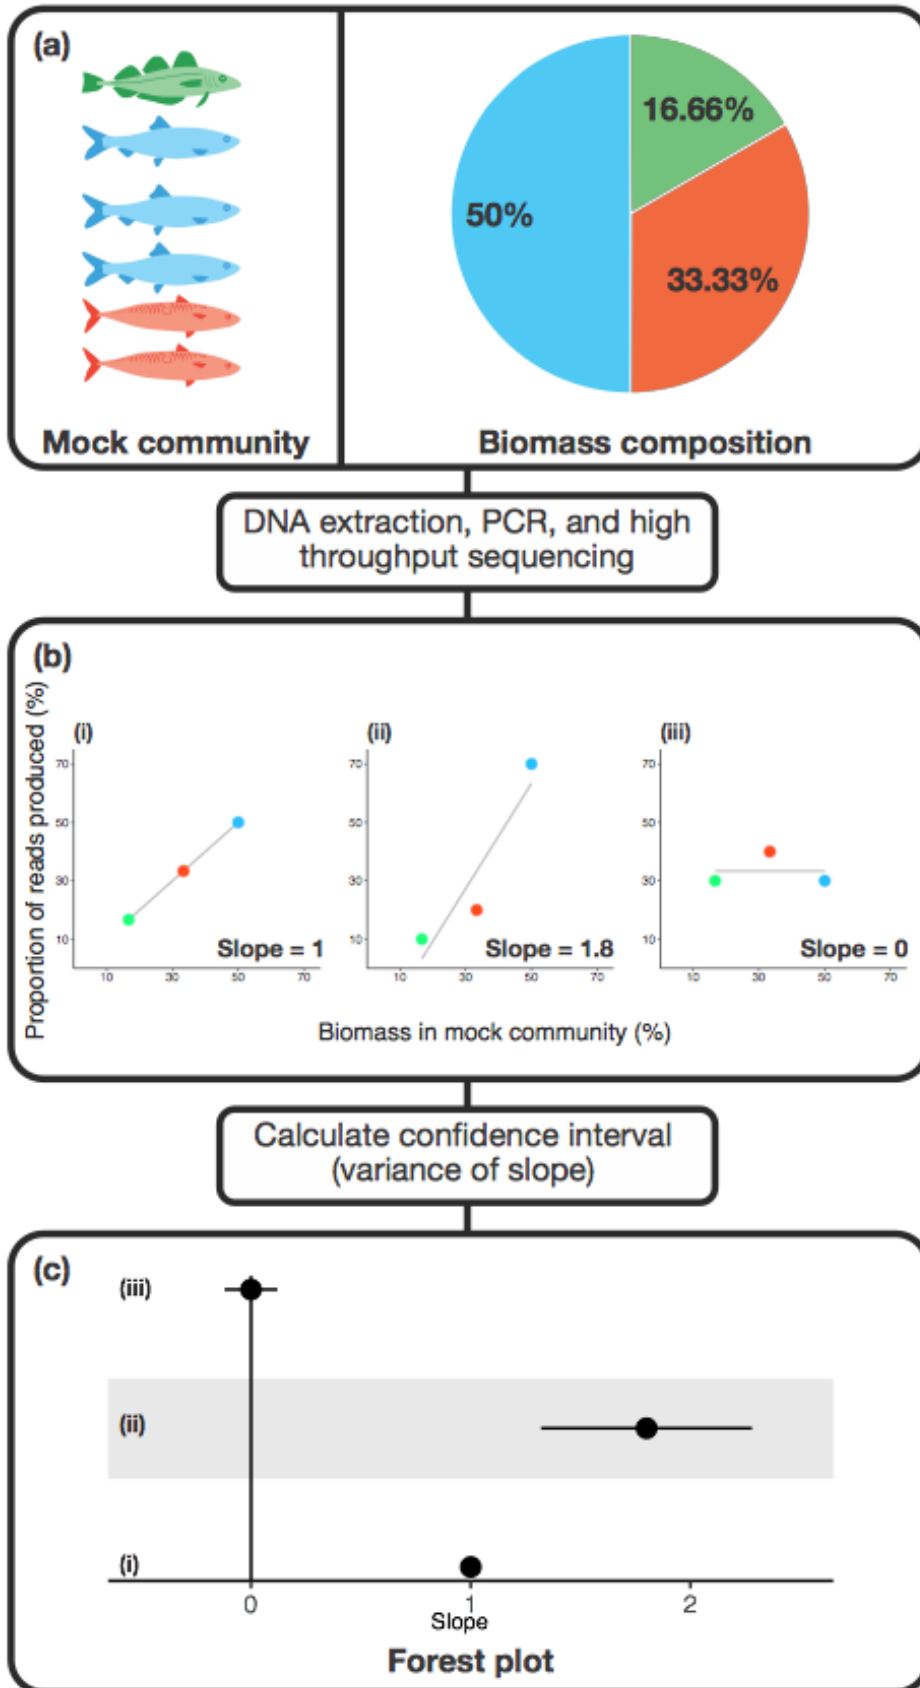 (a)
16.66%
50%
33.33%
Mock community
Biomass composition
DNA extraction, PCR, and high
throughput sequencing
(b)
Proportion of reads produced (%)
(i)
70
50
30
10
10 30 50 70
Slope = 1
(ii)
70
50
30
10
10 30 50 70
Slope = 1.8
(iii)
70
50
30
10
10 30 50 70
Slope = 0
Biomass in mock community (%)
Calculate confidence interval
(variance of slope)
(c)
(iii)
(ii)
(i)
0 1 2
Slope
Forest plot